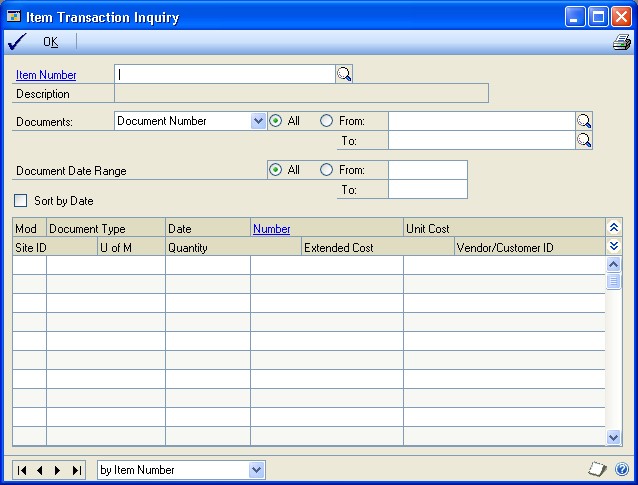 Item Transaction Inquiry
OK
Item Number
Description
Documents: Document Number All From:
To:
Document Date Range All From:
To:
Sort by Date
Mod Document Type Date Number Unit Cost
Site ID U of M Quantity Extended Cost Vendor/Customer ID
by Item Number